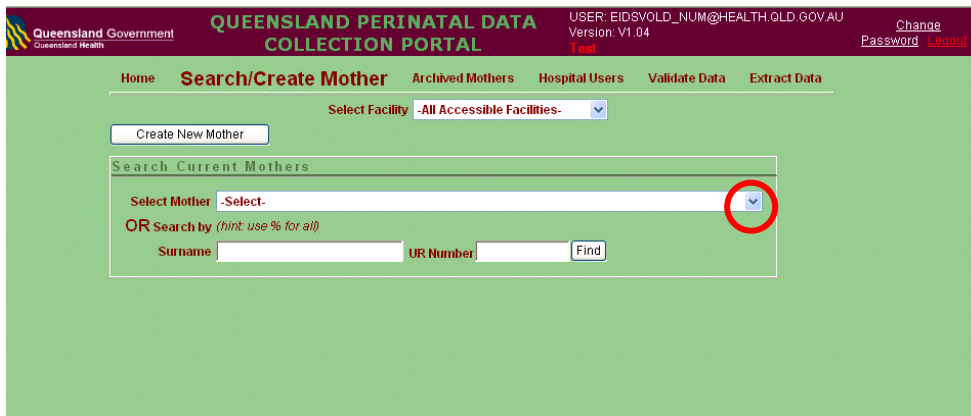 Queensland Government
Queensland Health
QUEENSLAND PERINATAL DATA
COLLECTION PORTAL
USER: EIDSVOLD_NUM@HEALTH.QLD.GOV.AU
Version: V1.04
Test
Change
Password Logout
Home Search/Create Mother Archived Mothers Hospital Users Validate Data Extract Data
Select Facility -All Accessible Facilities-
Create New Mother
Search Current Mothers
Select Mother -Select-
OR Search by (hint: use % for all)
Surname UR Number Find